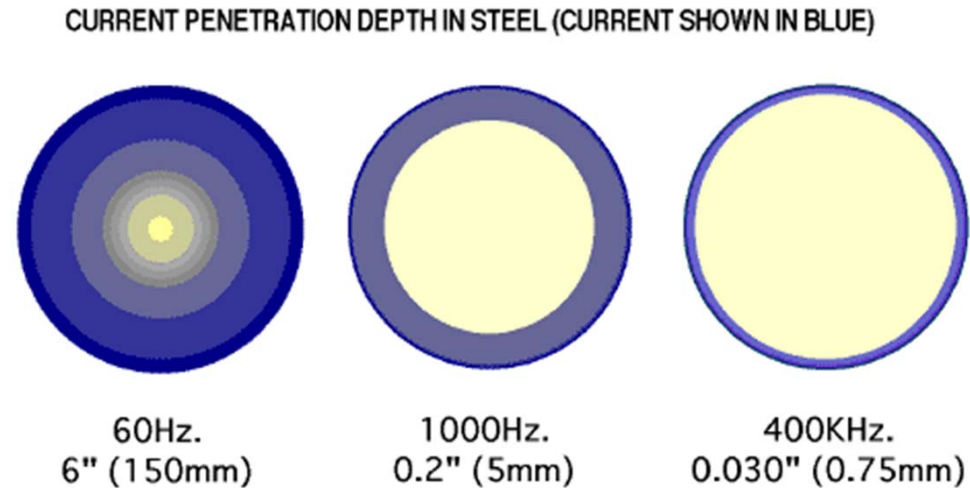 CURRENT PENETRATION DEPTH IN STEEL (CURRENT SHOWN IN BLUE)
60Hz. 1000Hz. 400KHz.
6" (150mm) 0.2" (5mm) 0.030" (0.75mm)